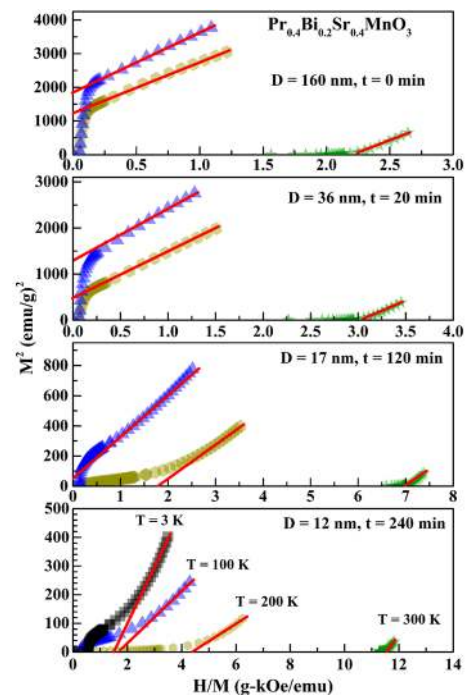 Pr0.4Bi0.2Sr0.4MnO3
D = 160 nm, t = 0 min
4000
3000
2000
1000
0
0.0 0.5 1.0 1.5 2.0 2.5 3.0
D = 36 nm, t = 20 min
3000
2000
1000
0
0.0 0.5 1.0 1.5 2.0 2.5 3.0 3.5 4.0
D = 17 nm, t = 120 min
800
600
400
200
0
0 1 2 3 4 5 6 7 8
D = 12 nm, t = 240 min
500
400
300
200
100
0
T = 3 K
T = 100 K
T = 200 K
T = 300 K
0 2 4 6 8 10 12 14
M² (emu/g)²
H/M (g-kOe/emu)